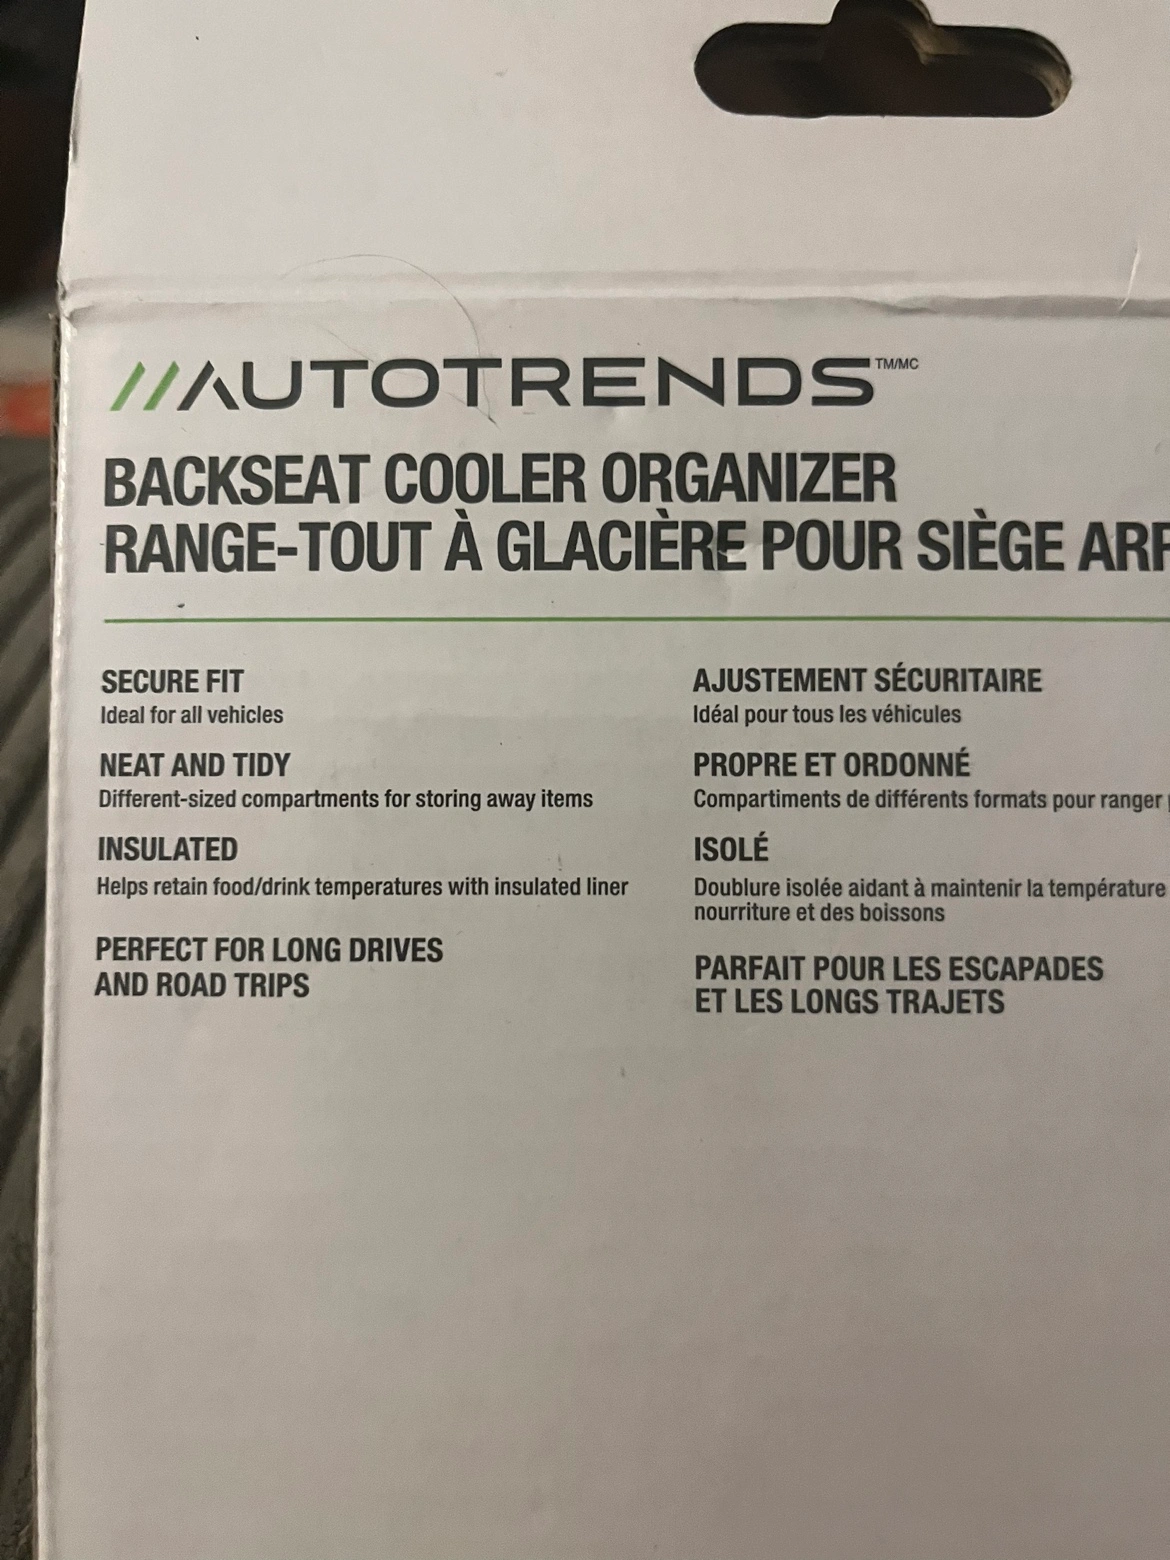 //AUTOTRENDS TM/MC
BACKSEAT COOLER ORGANIZER
RANGE-TOUT À GLACIÈRE POUR SIÈGE
SECURE FIT
Ideal for all vehicles
NEAT AND TIDY
Different-sized compartments for storing away items
INSULATED
Helps retain food/drink temperatures with insulated liner
PERFECT FOR LONG DRIVES
AND ROAD TRIPS
AJUSTEMENT SÉCURITAIRE
Idéal pour tous les véhicules
PROPRE ET ORDONNÉ
Compartiments de différents formats pour ranger
ISOLÉ
Doublure isolée aidant à maintenir la température
nourriture et des boissons
PARFAIT POUR LES ESCAPADES
ET LES LONGS TRAJETS